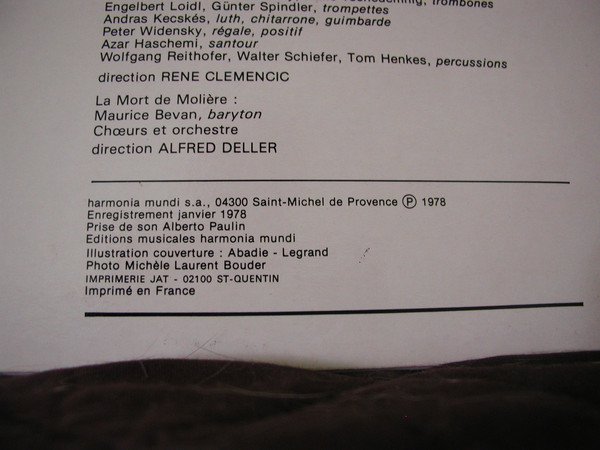 trombones
Engelbert Loidl, Günter Spindler, trompettes
Andras Kecskés, luth, chitarrone, guimbarde
Peter Widensky, régale, positif
Azar Haschemi, santour
Wolfgang Reithofer, Walter Schiefer, Tom Henkes, percussions
direction RENE CLEMENCIC
La Mort de Molière :
Maurice Bevan, baryton
Chœurs et orchestre
direction ALFRED DELLER
harmonia mundi s.a., 04300 Saint-Michel de Provence Ⓟ 1978
Enregistrement janvier 1978
Prise de son Alberto Paulin
Editions musicales harmonia mundi
Illustration couverture : Abadie - Legrand
Photo Michèle Laurent Bouder
IMPRIMERIE JAT - 02100 ST-QUENTIN
Imprimé en France